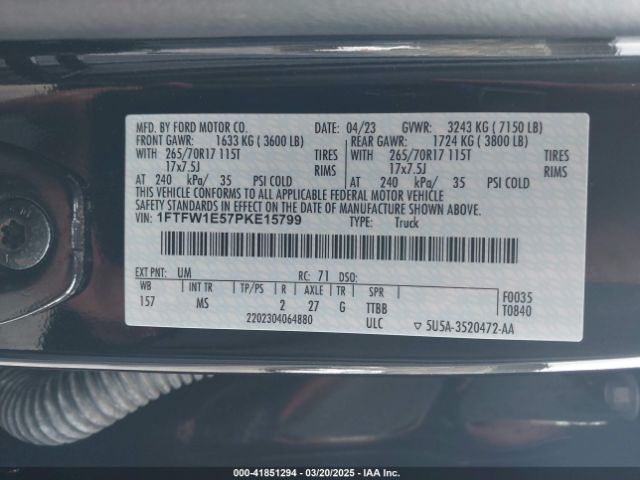 MFD. BY FORD MOTOR CO. DATE: 04/23 GVWR: 3243 KG ( 7150 LB)
FRONT GAWR: 1633 KG ( 3600 LB) REAR GAWR: 1724 KG ( 3800 LB)
WITH 265/70R17 115T TIRES WITH 265/70R17 115T TIRES
17x7.5J RIMS 17x7.5J RIMS
AT 240 kPa/ 35 PSI COLD AT 240 kPa/ 35 PSI COLD
THIS VEHICLE CONFORMS TO ALL APPLICABLE FEDERAL MOTOR VEHICLE
SAFETY STANDARDS IN EFFECT ON THE DATE OF MANUFACTURE SHOWN ABOVE.
VIN: 1FTFW1E57PKE15799 TYPE: Truck
EXT PNT: UM RC: 71 DSO:
WB INT TR TP/PS R AXLE TR SPR F0035
157 MS 2 27 G TTBB T0840
2202304064880 ULC ▽ 5U5A-3520472-AA
000-41851294 - 03/20/2025 - IAA Inc.